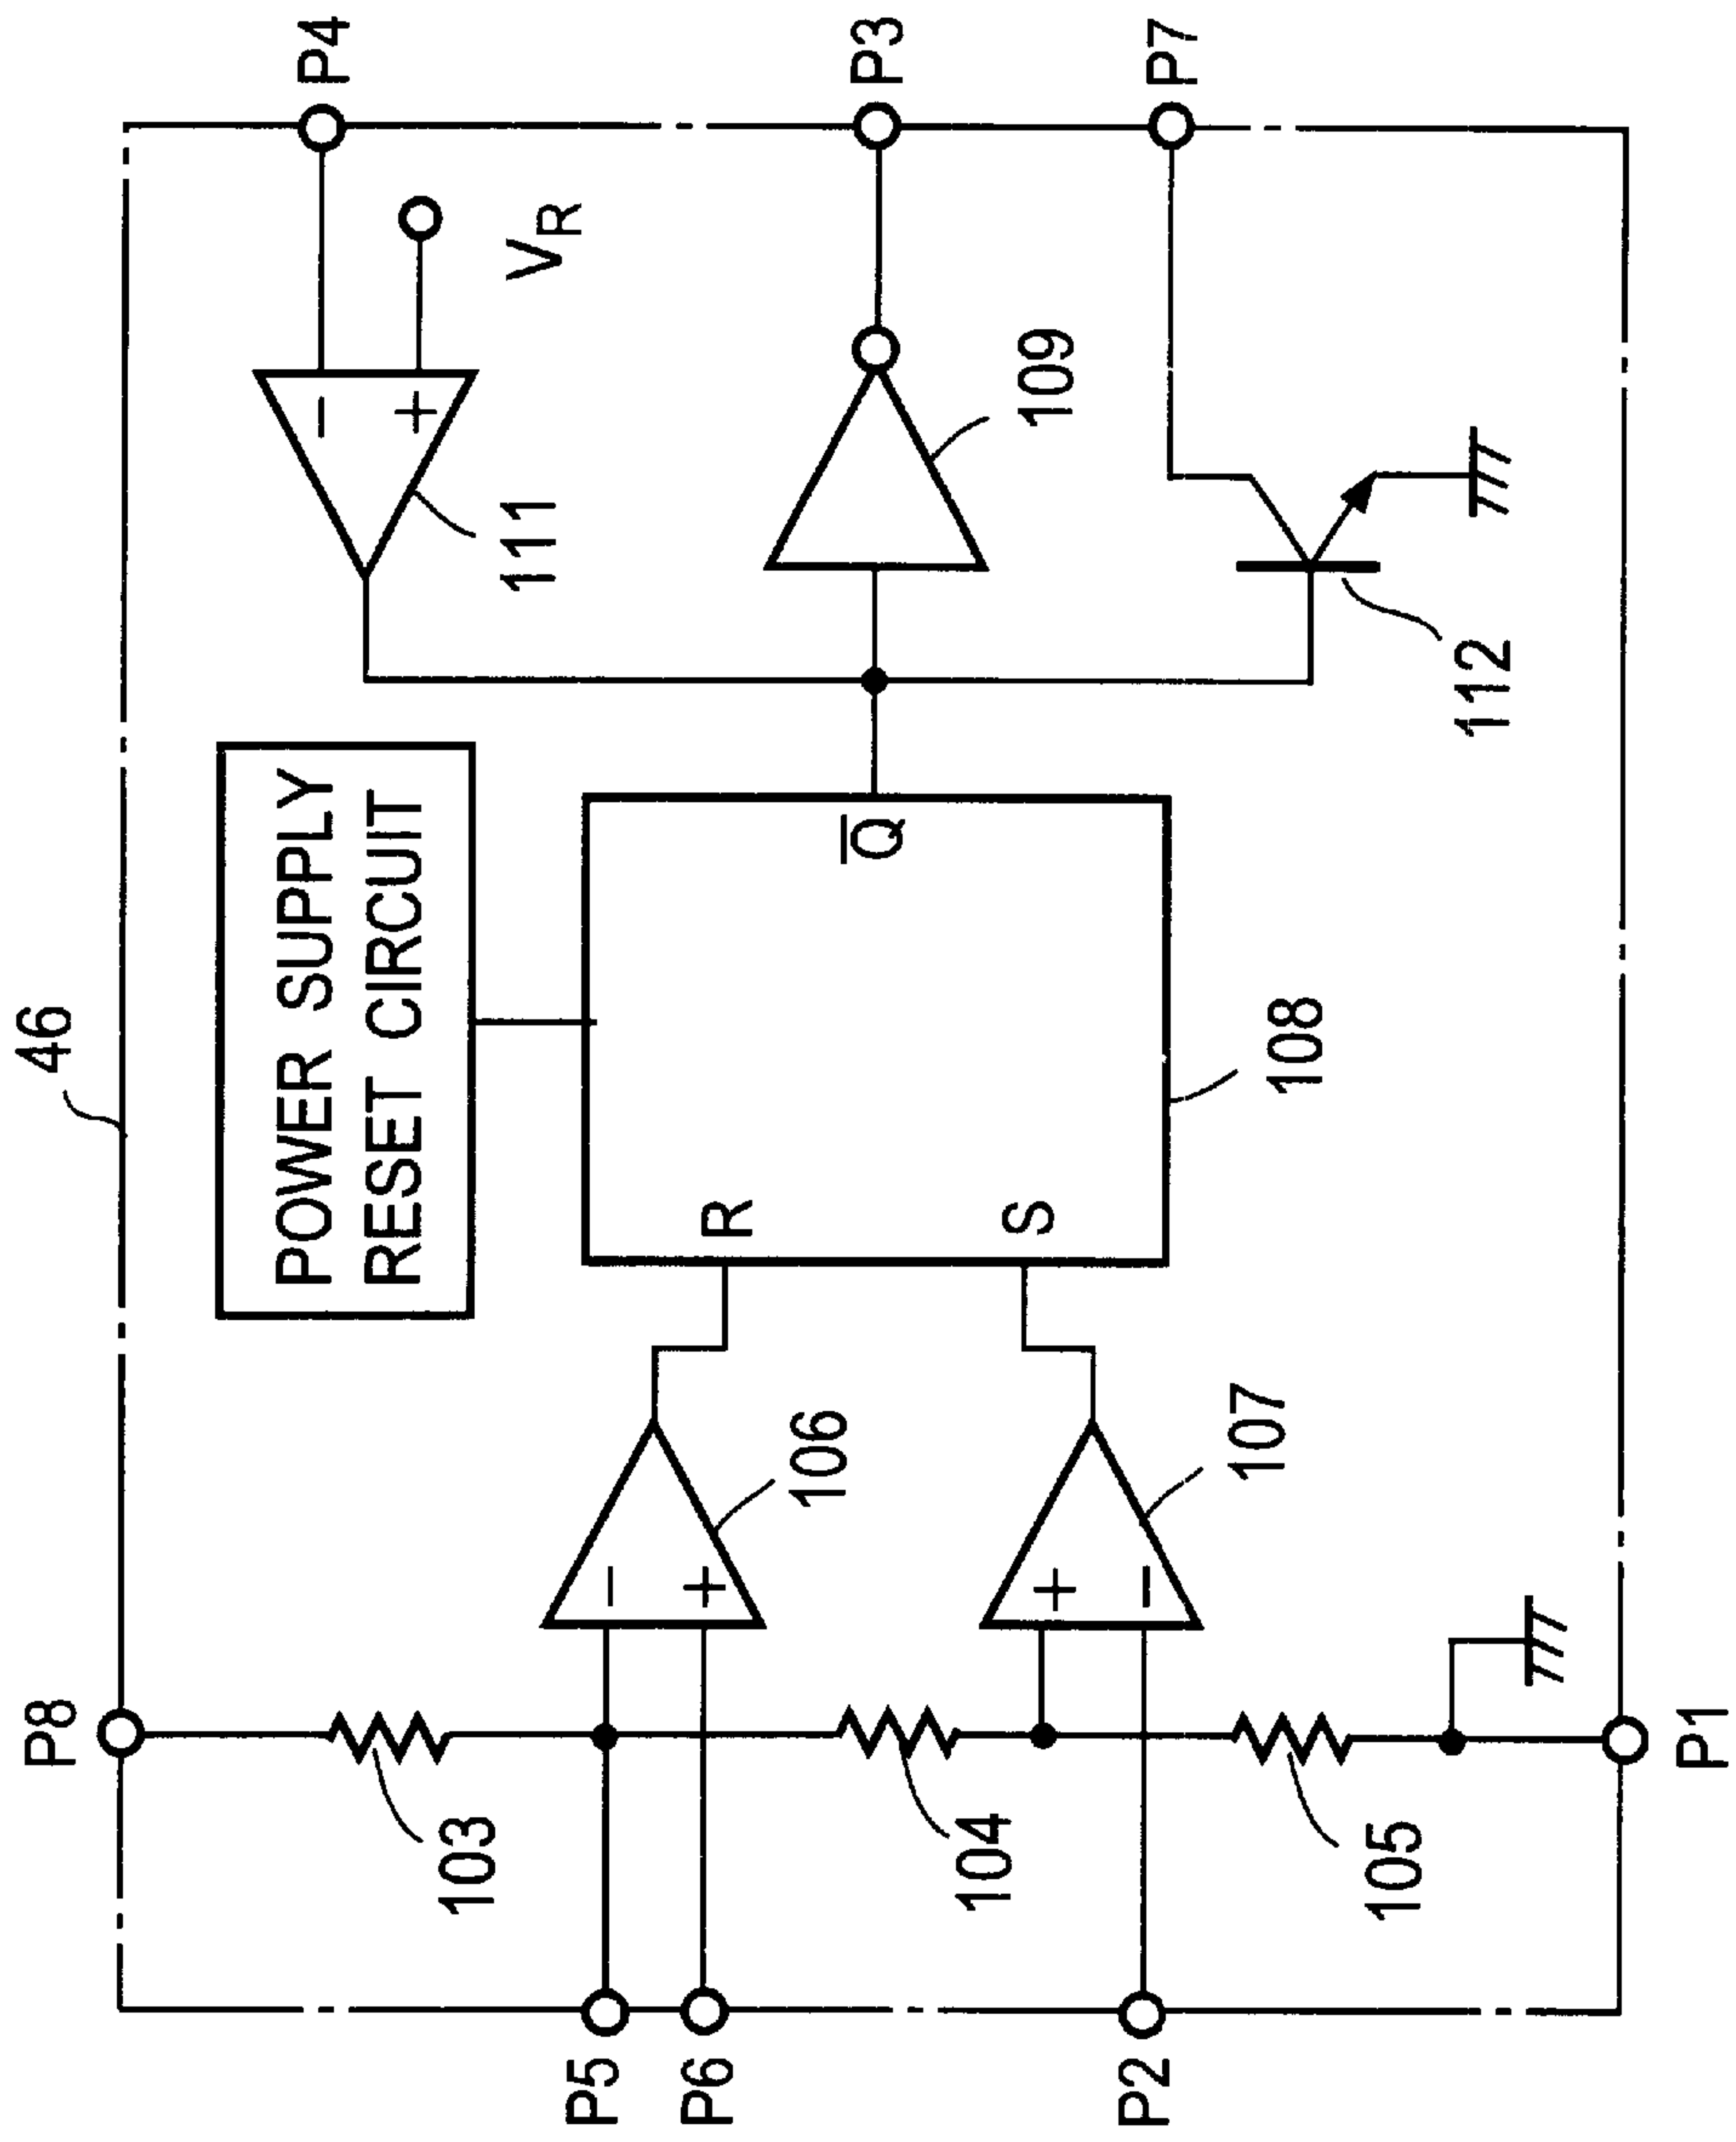 46
P8
P4
POWER SUPPLY
RESET CIRCUIT
−
+
V_R
111
103
P5
P6
−
+
106
R
Q̅
P3
109
104
P2
+
−
107
S
108
P7
105
112
P1